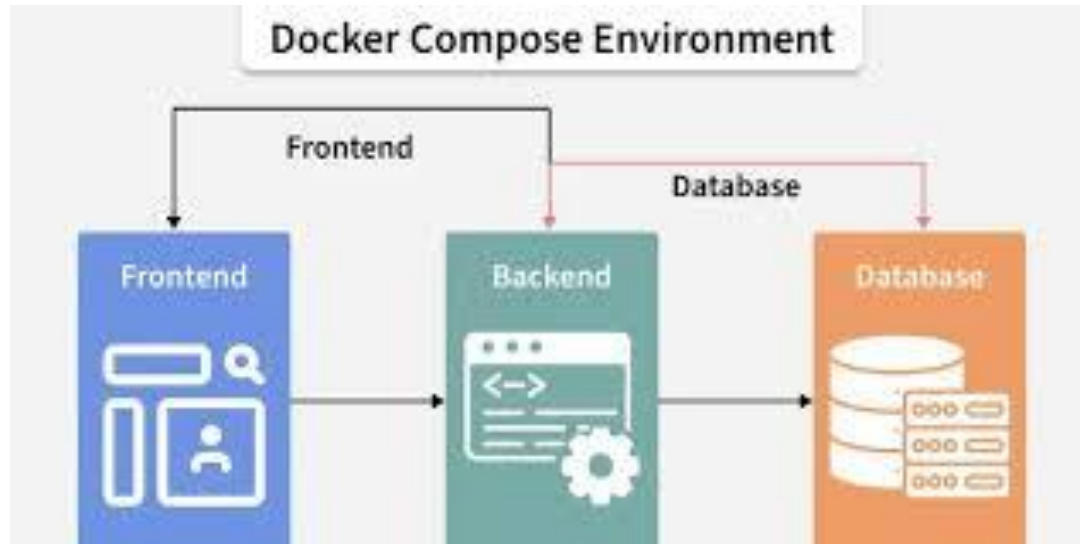 Docker Compose Environment
Frontend
Database
Frontend
Backend
Database